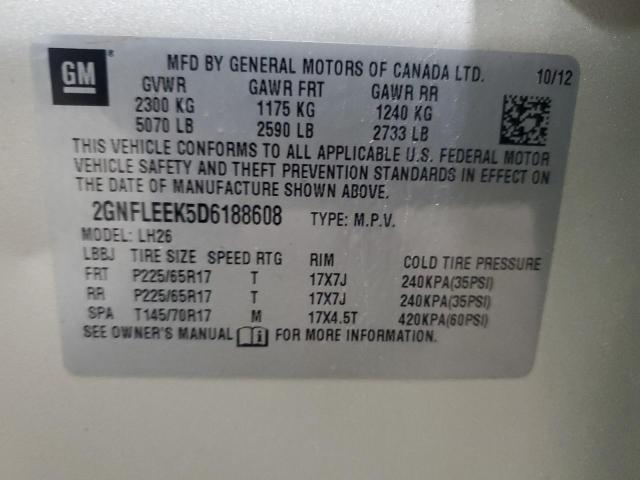 GM ®
MFD BY GENERAL MOTORS OF CANADA LTD. 10/12
GVWR GAWR FRT GAWR RR
2300 KG 1175 KG 1240 KG
5070 LB 2590 LB 2733 LB
THIS VEHICLE CONFORMS TO ALL APPLICABLE U.S. FEDERAL MOTOR
VEHICLE SAFETY AND THEFT PREVENTION STANDARDS IN EFFECT ON
THE DATE OF MANUFACTURE SHOWN ABOVE.
2GNFLEEK5D6188608 TYPE: M.P.V.
MODEL: LH26
LBBJ TIRE SIZE SPEED RTG RIM COLD TIRE PRESSURE
FRT P225/65R17 T 17X7J 240KPA(35PSI)
RR P225/65R17 T 17X7J 240KPA(35PSI)
SPA T145/70R17 M 17X4.5T 420KPA(60PSI)
SEE OWNER'S MANUAL FOR MORE INFORMATION.